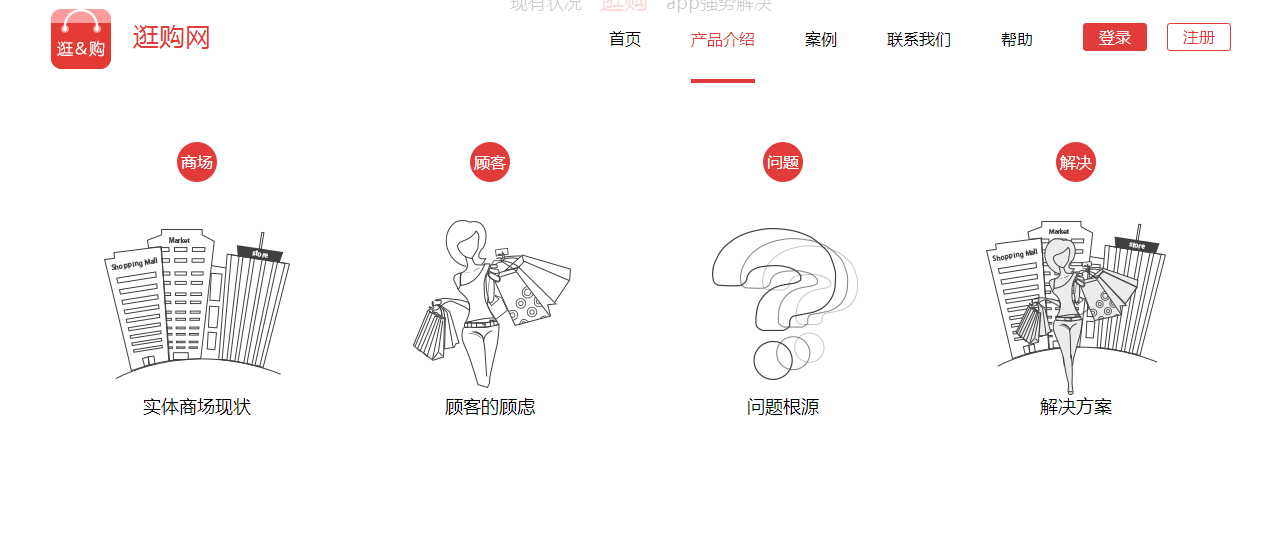 现有状况 逛购 app强势解决
逛&购 逛购网 首页 产品介绍 案例 联系我们 帮助 登录 注册
商场 顾客 问题 解决
Market
Shopping Mall
store
Market
Shopping Mall
store
实体商场现状 顾客的顾虑 问题根源 解决方案